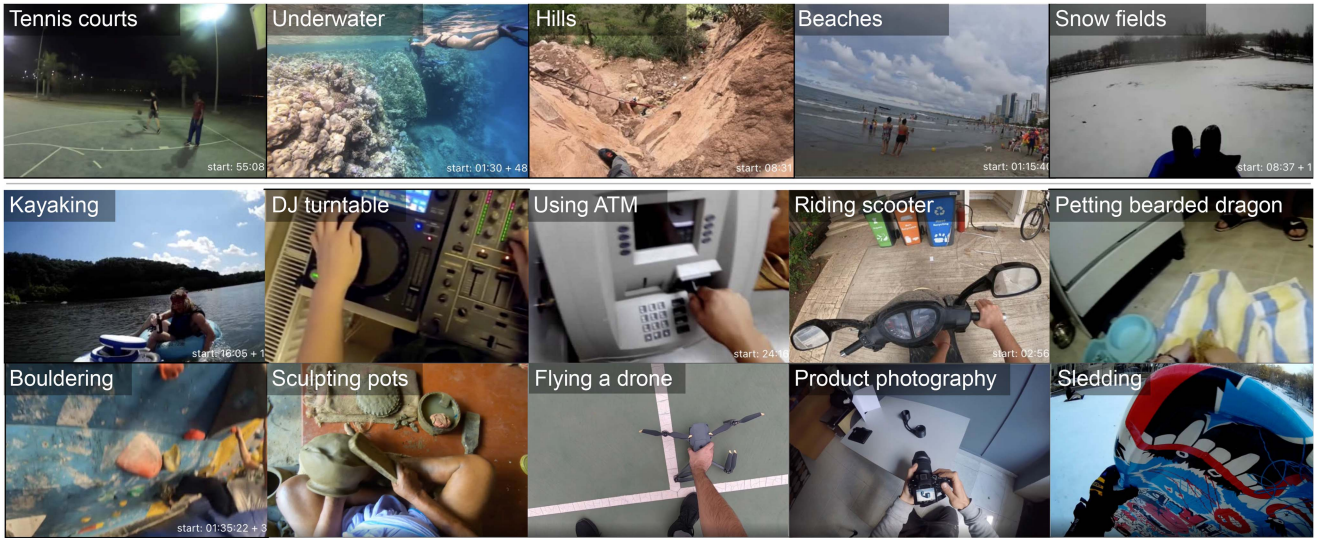 Tennis courts
Underwater
Hills
Beaches
Snow fields
start: 55:08
start: 01:30 + 48
start: 08:31
start: 01:15:40
start: 08:37 + 1
Kayaking
DJ turntable
Using ATM
Riding scooter
Petting bearded dragon
start: 16:05 + 1
start: 24:16
start: 02:56
Bouldering
Sculpting pots
Flying a drone
Product photography
Sledding
start: 01:35:22 + 3